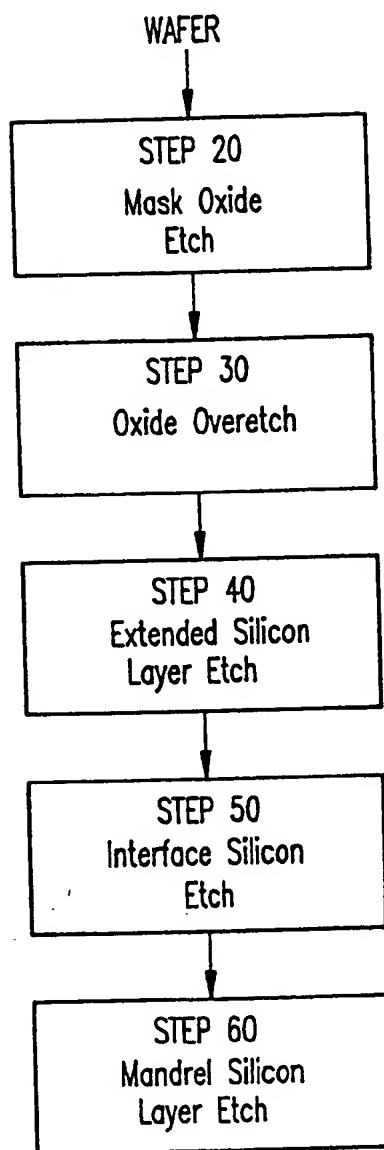 WAFER
STEP 20
Mask Oxide
Etch
STEP 30
Oxide Overetch
STEP 40
Extended Silicon
Layer Etch
STEP 50
Interface Silicon
Etch
STEP 60
Mandrel Silicon
Layer Etch